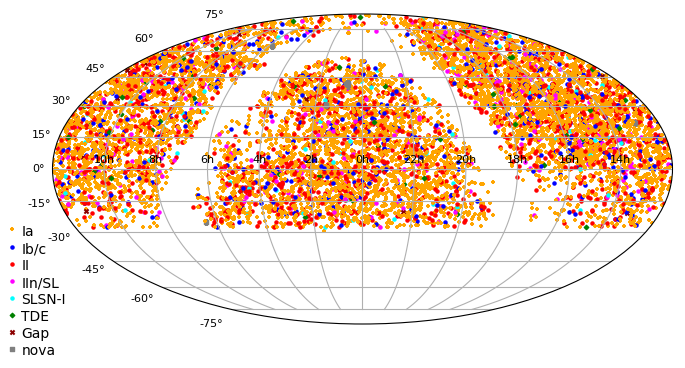 75°
60°
45°
30°
15°
10h 8h 6h 4h 2h 0h 22h 20h 18h 16h 14h
0°
-15°
-30°
-45°
-60°
-75°
Ia
Ib/c
II
IIn/SL
SLSN-I
TDE
Gap
nova